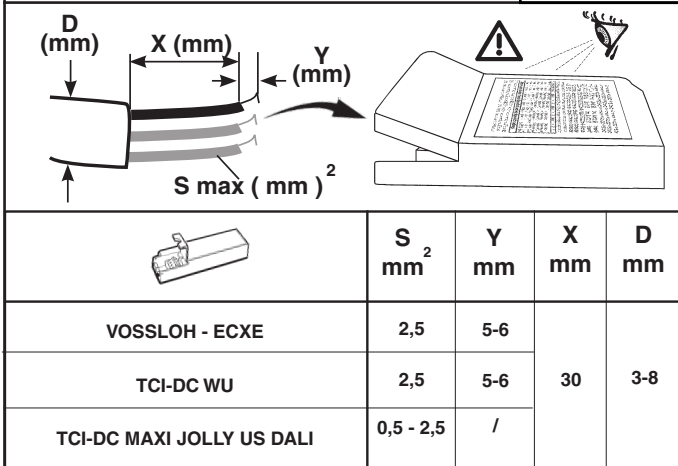 D
(mm)
X (mm)
Y
(mm)
S max ( mm )²
S
mm²
Y
mm
X
mm
D
mm
VOSSLOH - ECXE
2,5
5-6
30
3-8
TCI-DC WU
2,5
5-6
TCI-DC MAXI JOLLY US DALI
0,5 - 2,5
/